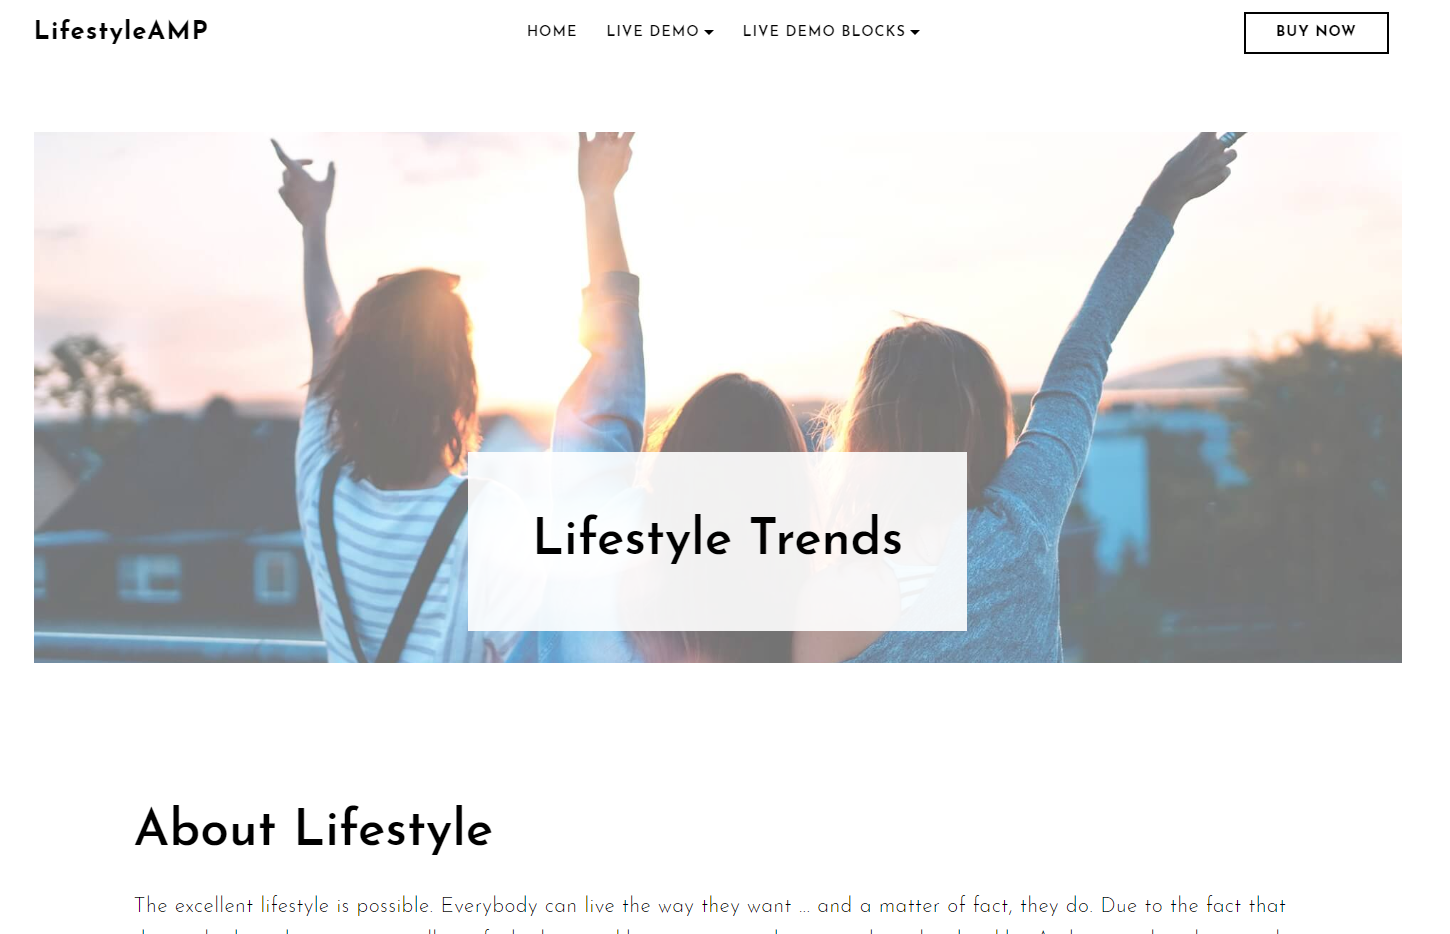 LifestyleAMP
HOME
LIVE DEMO
LIVE DEMO BLOCKS
BUY NOW
Lifestyle Trends
About Lifestyle
The excellent lifestyle is possible. Everybody can live the way they want ... and a matter of fact, they do. Due to the fact that